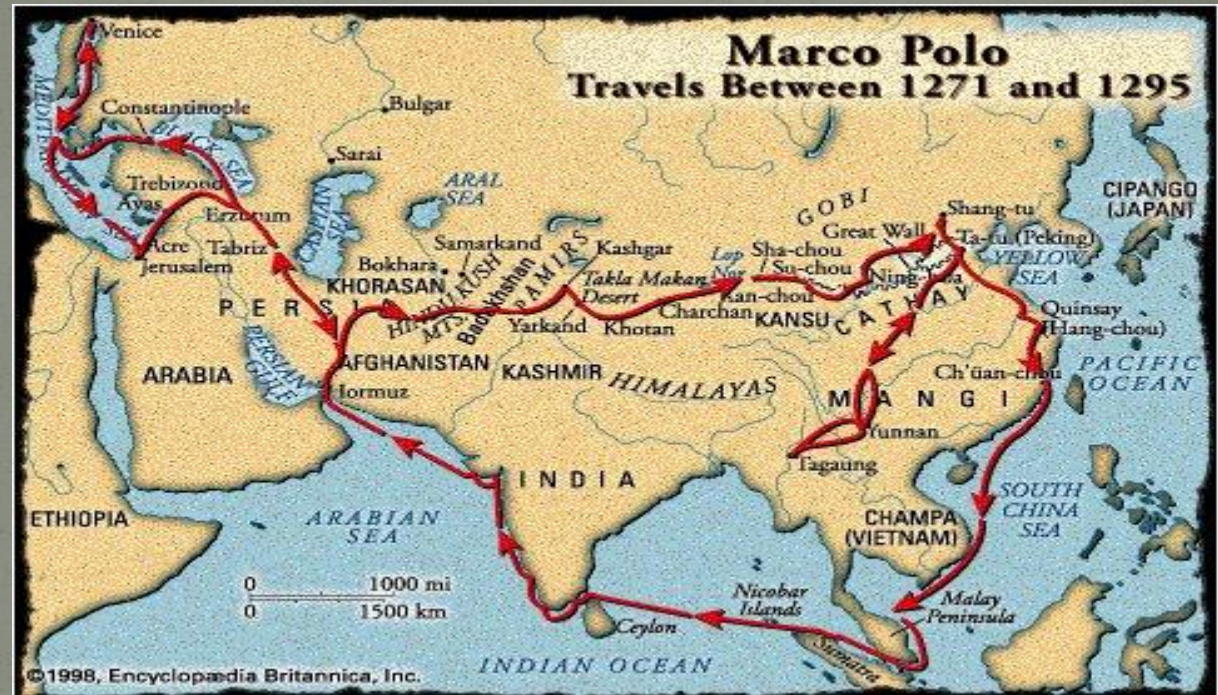 Marco Polo
Travels Between 1271 and 1295
Venice
Constantinople
BLACK SEA
Bulgar
Sarai
CASPIAN
SEA
ARAL
SEA
Trebizond
Ayas
Erzurum
Acre
Jerusalem
Tabriz
Samarkand
Bokhara
KHORASAN
PERSIA
HINDU KUSH
MTS.
Badakhshan
PAMIRS
Kashgar
Takla Makan
Desert
Yarkand
Khotan
Charchan
Lop
Nor
GOBI
Great Wall
Sha-chou
Su-chou
Kan-chou
KANSU
CATHAY
Shang-tu
Ta-tu (Peking)
YELLOW
SEA
CIPANGO
(JAPAN)
Quinsay
(Hang-chou)
Ch'üan-chou
PACIFIC
OCEAN
MANGI
Yunnan
Tagaung
AFGHANISTAN
KASHMIR
HIMALAYAS
PERSIAN
GULF
Hormuz
ARABIA
INDIA
ETHIOPIA
ARABIAN
SEA
CHAMPA
(VIETNAM)
SOUTH
CHINA
SEA
0 1000 mi
0 1500 km
Nicobar
Islands
Malay
Peninsula
Ceylon
Sumatra
INDIAN OCEAN
©1998, Encyclopædia Britannica, Inc.